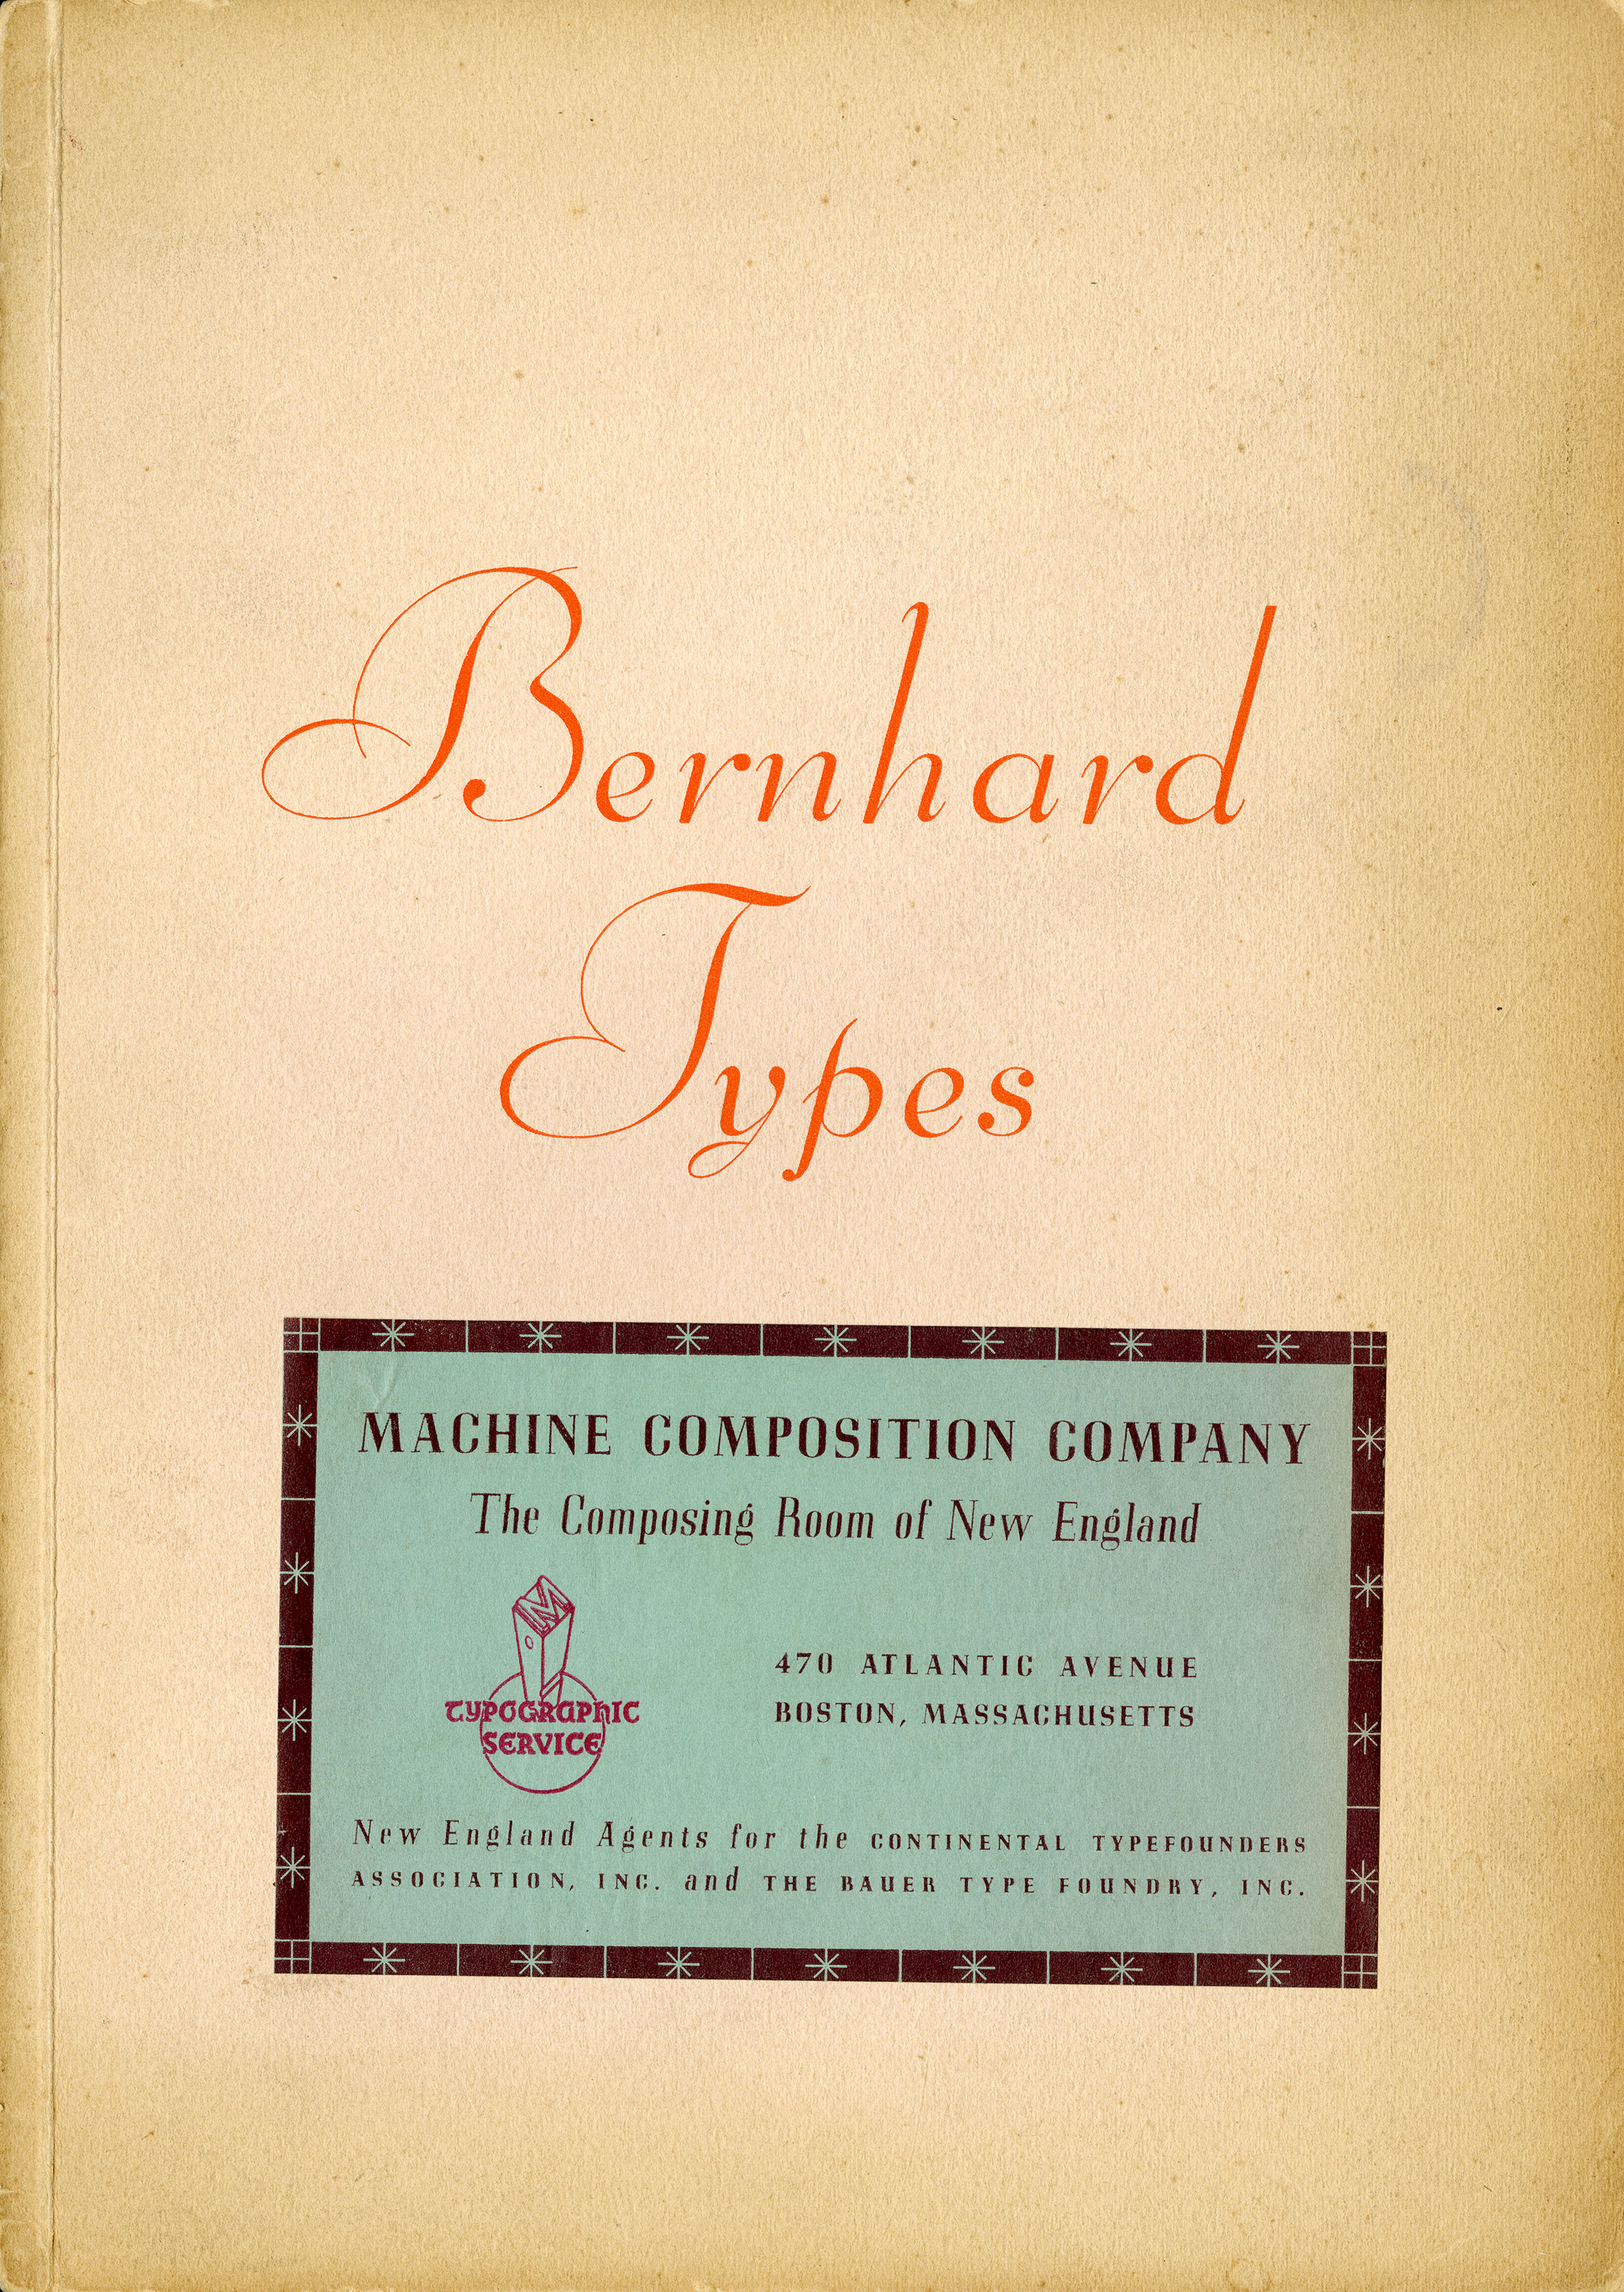 Bernhard
Types
MACHINE COMPOSITION COMPANY
The Composing Room of New England
M
TYPOGRAPHIC
SERVICE
470 ATLANTIC AVENUE
BOSTON, MASSACHUSETTS
New England Agents for the CONTINENTAL TYPEFOUNDERS
ASSOCIATION, INC. and THE BAUER TYPE FOUNDRY, INC.